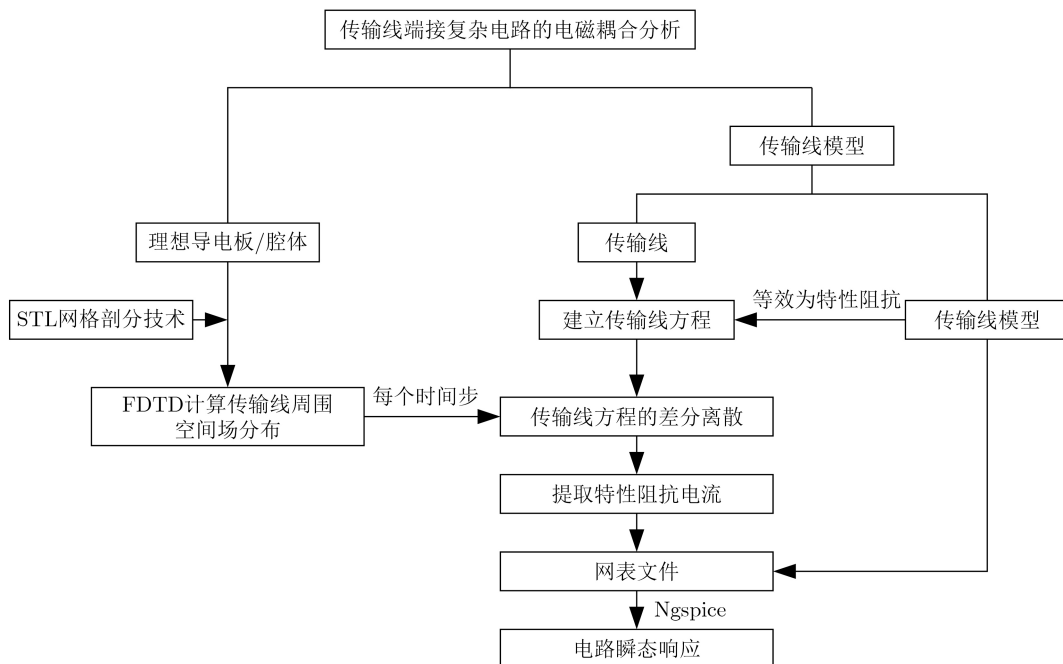 传输线端接复杂电路的电磁耦合分析
传输线模型
理想导电板/腔体
传输线
STL网格剖分技术
等效为特性阻抗
建立传输线方程
传输线模型
FDTD计算传输线周围
空间场分布
每个时间步
传输线方程的差分离散
提取特性阻抗电流
网表文件
Ngspice
电路瞬态响应